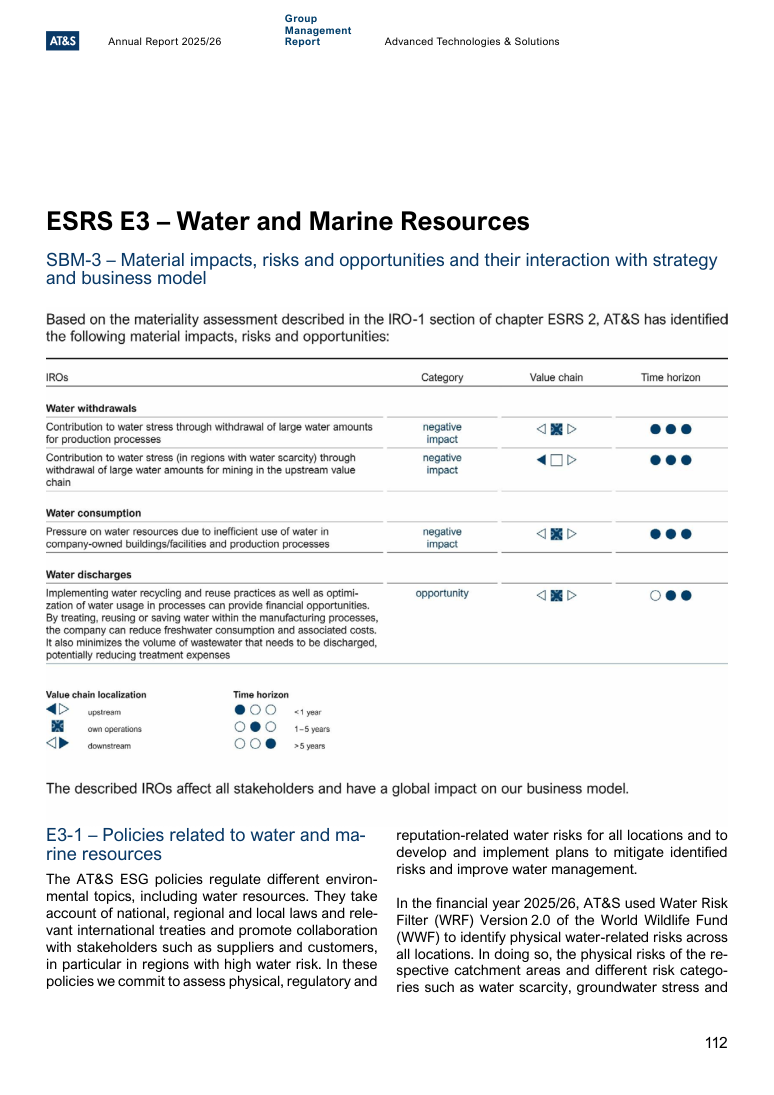 AT&S
Annual Report 2025/26
Group
Management
Report
Advanced Technologies & Solutions
ESRS E3 – Water and Marine Resources
SBM-3 – Material impacts, risks and opportunities and their interaction with strategy
and business model
Based on the materiality assessment described in the IRO-1 section of chapter ESRS 2, AT&S has identified
the following material impacts, risks and opportunities:
IROs Category Value chain Time horizon
Water withdrawals
Contribution to water stress through withdrawal of large water amounts
for production processes
negative
impact
Contribution to water stress (in regions with water scarcity) through
withdrawal of large water amounts for mining in the upstream value
chain
negative
impact
Water consumption
Pressure on water resources due to inefficient use of water in
company-owned buildings/facilities and production processes
negative
impact
Water discharges
Implementing water recycling and reuse practices as well as optimi-
zation of water usage in processes can provide financial opportunities.
By treating, reusing or saving water within the manufacturing processes,
the company can reduce freshwater consumption and associated costs.
It also minimizes the volume of wastewater that needs to be discharged,
potentially reducing treatment expenses
opportunity
Value chain localization
upstream
own operations
downstream
Time horizon
<1 year
1–5 years
>5 years
The described IROs affect all stakeholders and have a global impact on our business model.
E3-1 – Policies related to water and ma-
rine resources
The AT&S ESG policies regulate different environ-
mental topics, including water resources. They take
account of national, regional and local laws and rele-
vant international treaties and promote collaboration
with stakeholders such as suppliers and customers,
in particular in regions with high water risk. In these
policies we commit to assess physical, regulatory and
reputation-related water risks for all locations and to
develop and implement plans to mitigate identified
risks and improve water management.
In the financial year 2025/26, AT&S used Water Risk
Filter (WRF) Version 2.0 of the World Wildlife Fund
(WWF) to identify physical water-related risks across
all locations. In doing so, the physical risks of the re-
spective catchment areas and different risk catego-
ries such as water scarcity, groundwater stress and
112